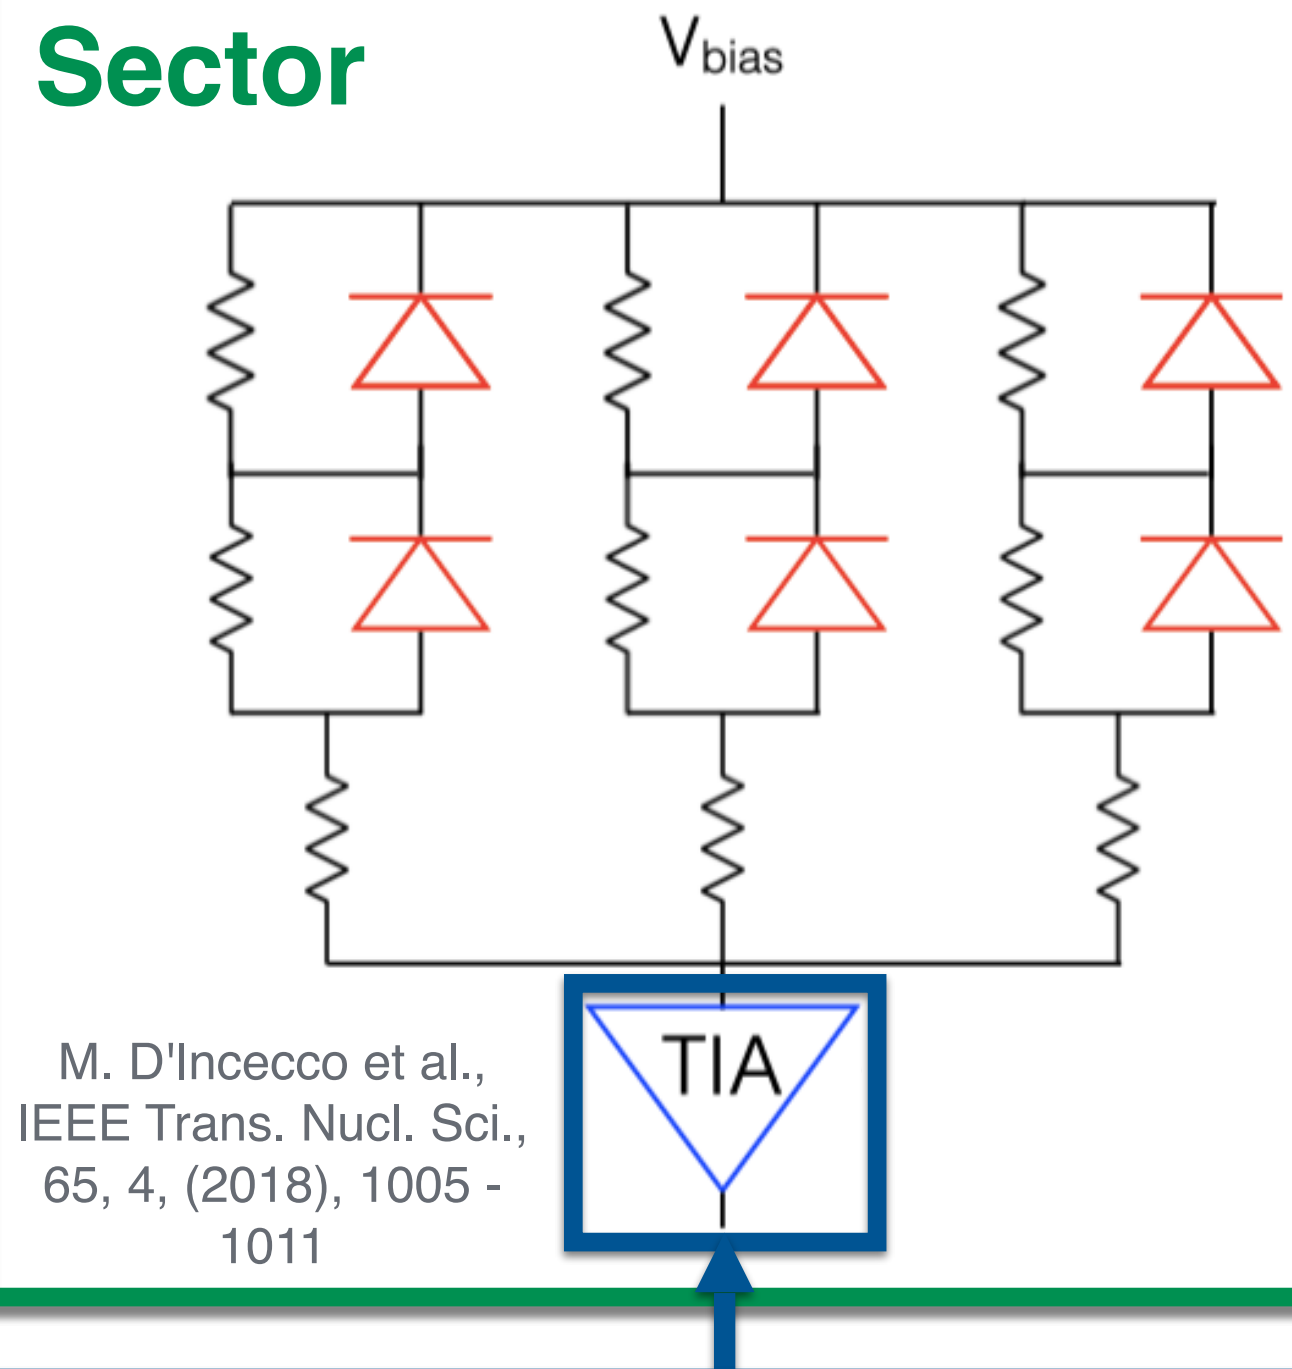 Sector
Vbias
TIA
M. D'Incecco et al.,
IEEE Trans. Nucl. Sci.,
65, 4, (2018), 1005 -
1011